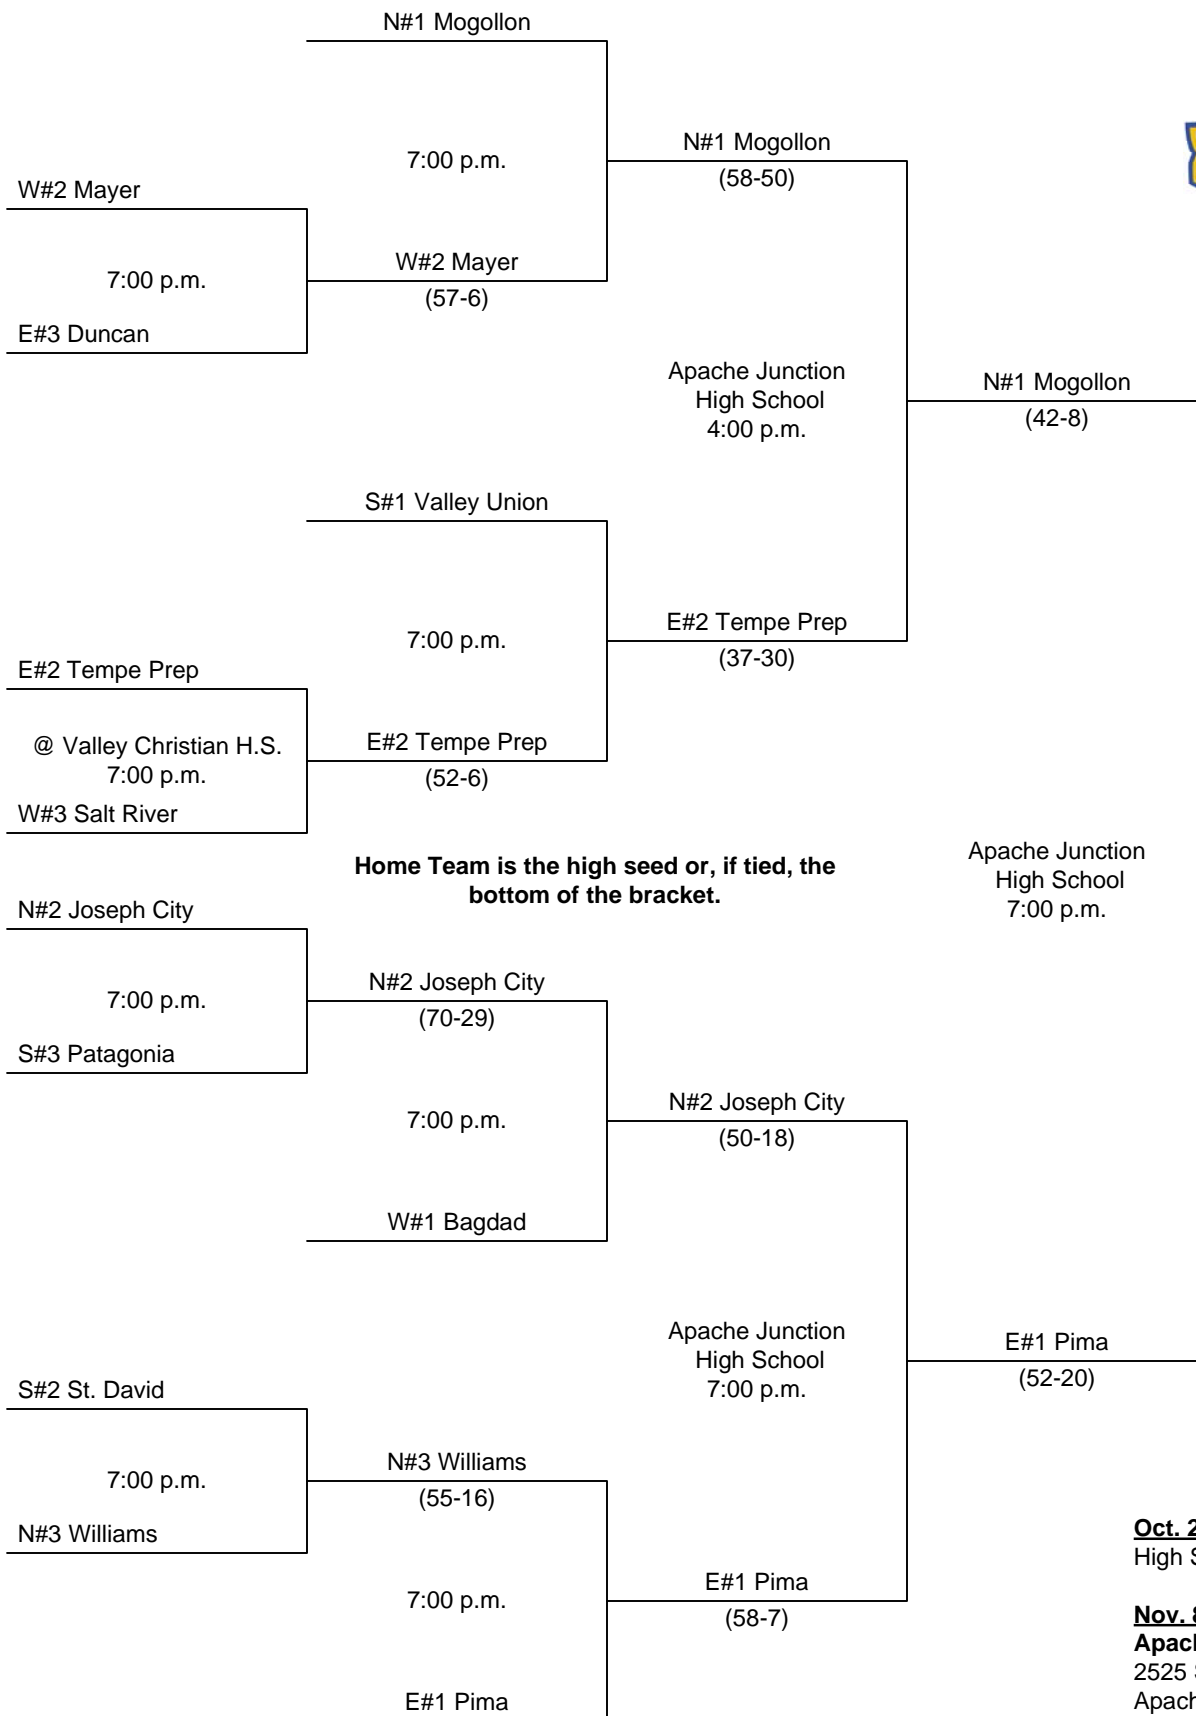 N#1 Mogollon
7:00 p.m.
N#1 Mogollon
(58-50)
W#2 Mayer
7:00 p.m.
E#3 Duncan
W#2 Mayer
(57-6)
Apache Junction
High School
4:00 p.m.
N#1 Mogollon
(42-8)
S#1 Valley Union
7:00 p.m.
E#2 Tempe Prep
(37-30)
E#2 Tempe Prep
@ Valley Christian H.S.
7:00 p.m.
W#3 Salt River
E#2 Tempe Prep
(52-6)
Home Team is the high seed or, if tied, the
bottom of the bracket.
Apache Junction
High School
7:00 p.m.
N#2 Joseph City
7:00 p.m.
S#3 Patagonia
N#2 Joseph City
(70-29)
7:00 p.m.
N#2 Joseph City
(50-18)
W#1 Bagdad
Apache Junction
High School
7:00 p.m.
E#1 Pima
(52-20)
S#2 St. David
7:00 p.m.
N#3 Williams
N#3 Williams
(55-16)
7:00 p.m.
E#1 Pima
(58-7)
E#1 Pima
Oct.
High
Nov.
2525